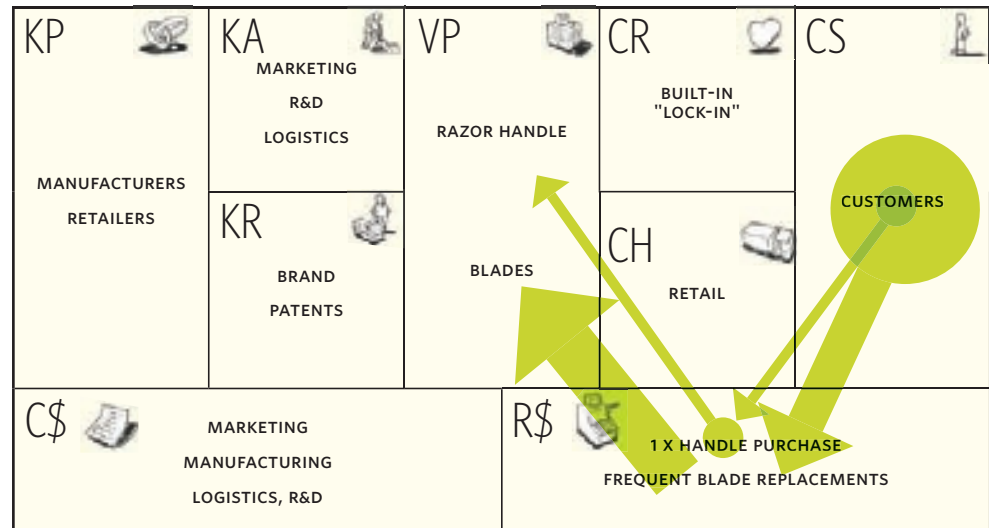 KP
MANUFACTURERS
RETAILERS
KA
MARKETING
R&D
LOGISTICS
KR
BRAND
PATENTS
VP
RAZOR HANDLE
BLADES
CR
BUILT-IN
"LOCK-IN"
CH
RETAIL
CS
CUSTOMERS
C$
MARKETING
MANUFACTURING
LOGISTICS, R&D
R$
1 X HANDLE PURCHASE
FREQUENT BLADE REPLACEMENTS